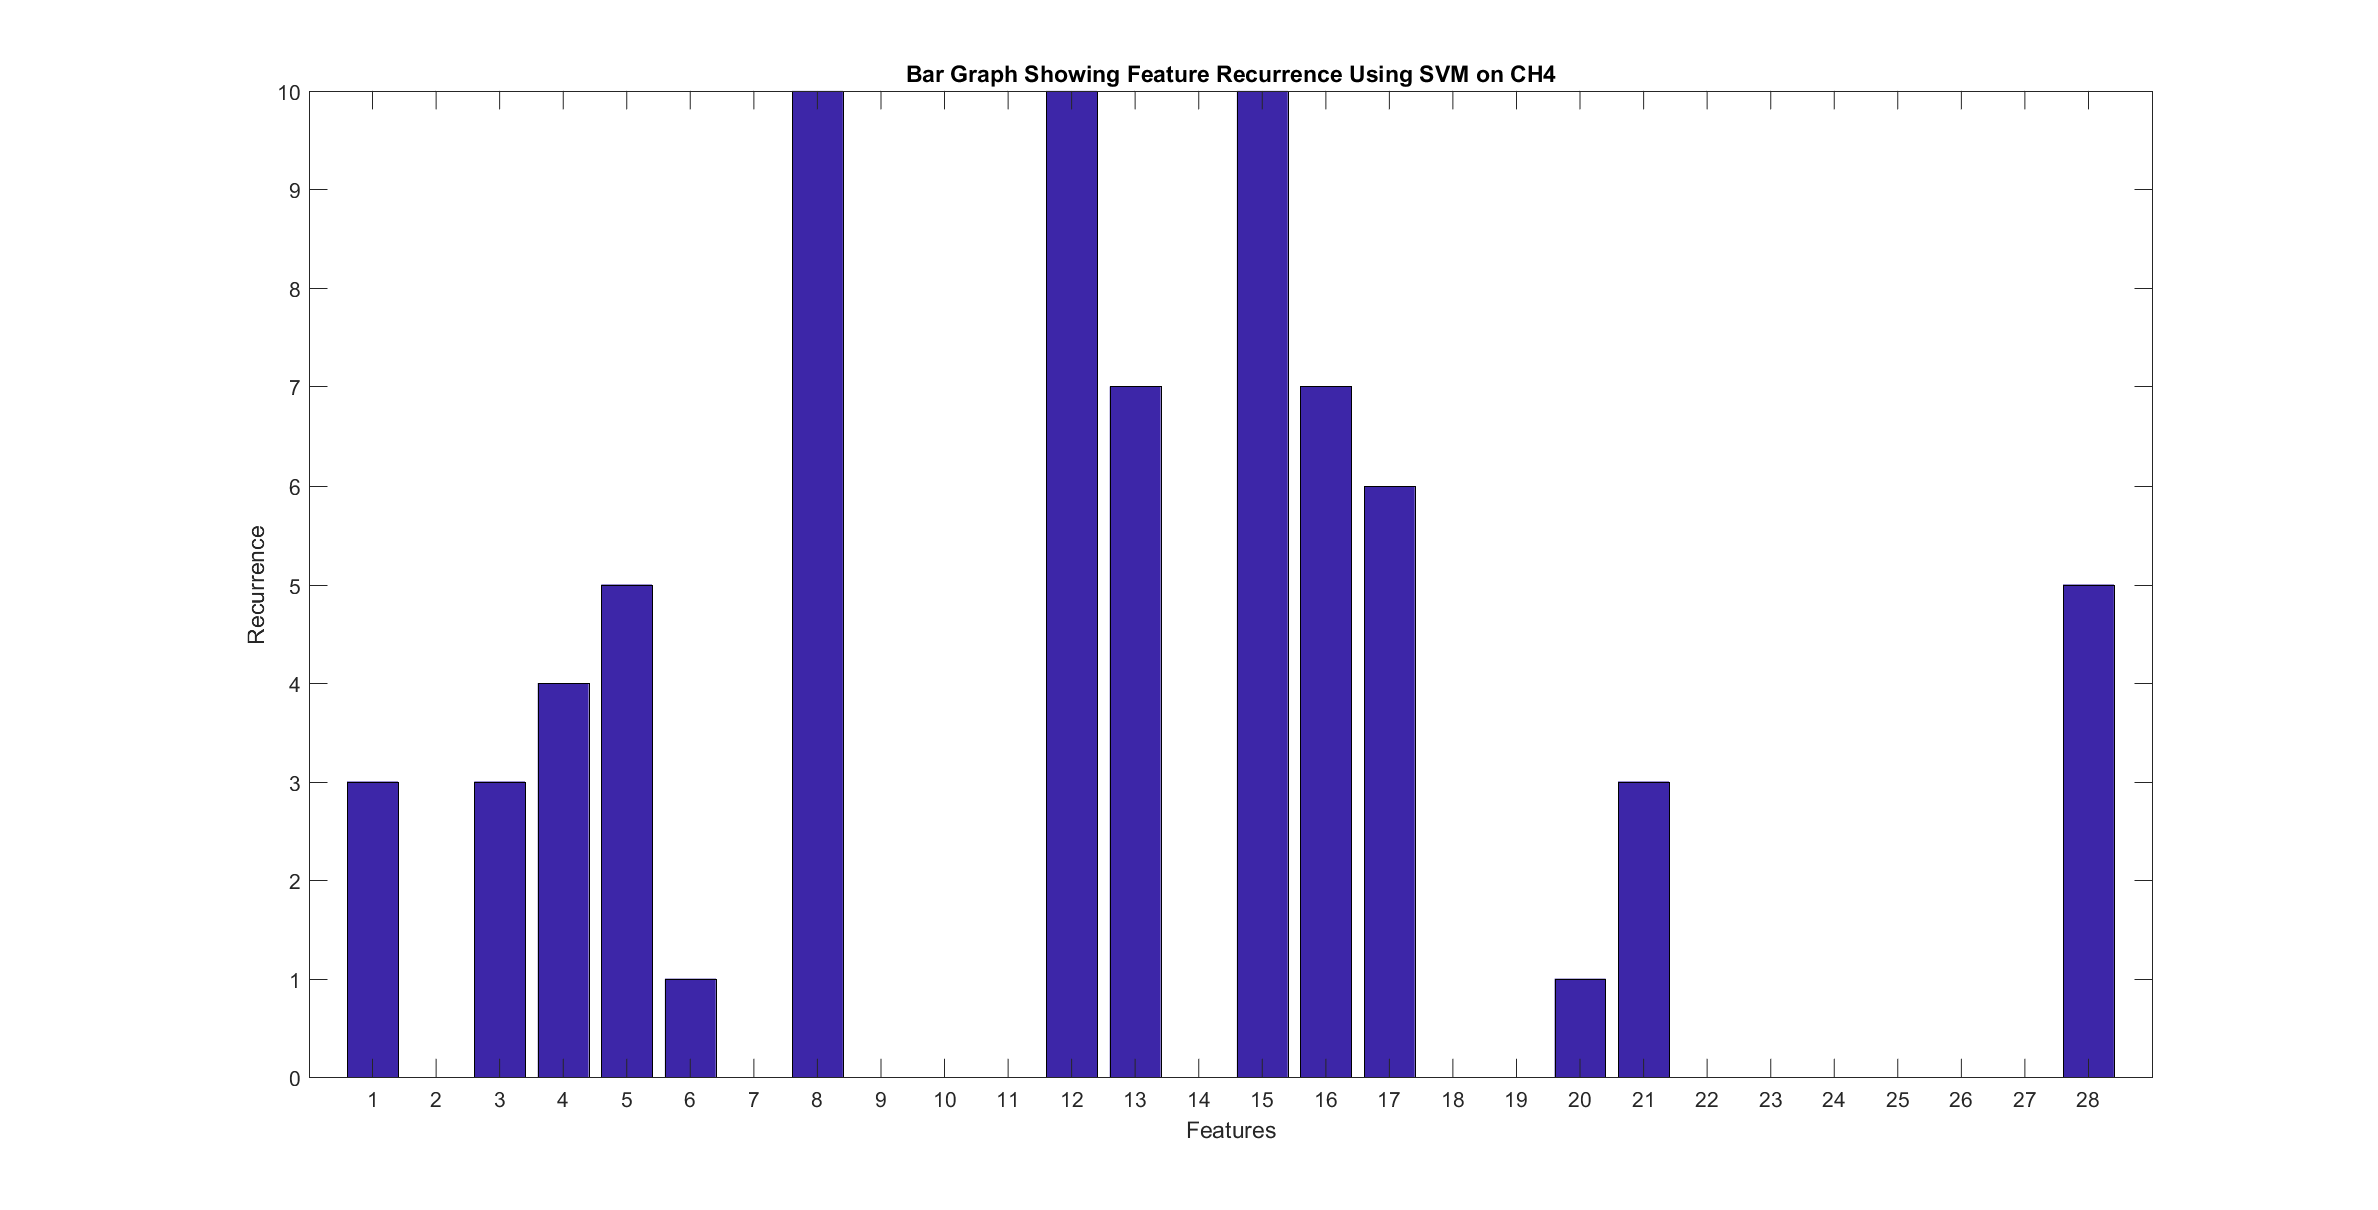 Bar Graph Showing Feature Recurrence Using SVM on CH4
10
9
8
7
6
5
4
3
2
1
0
Recurrence
1 2 3 4 5 6 7 8 9 10 11 12 13 14 15 16 17 18 19 20 21 22 23 24 25 26 27 28
Features